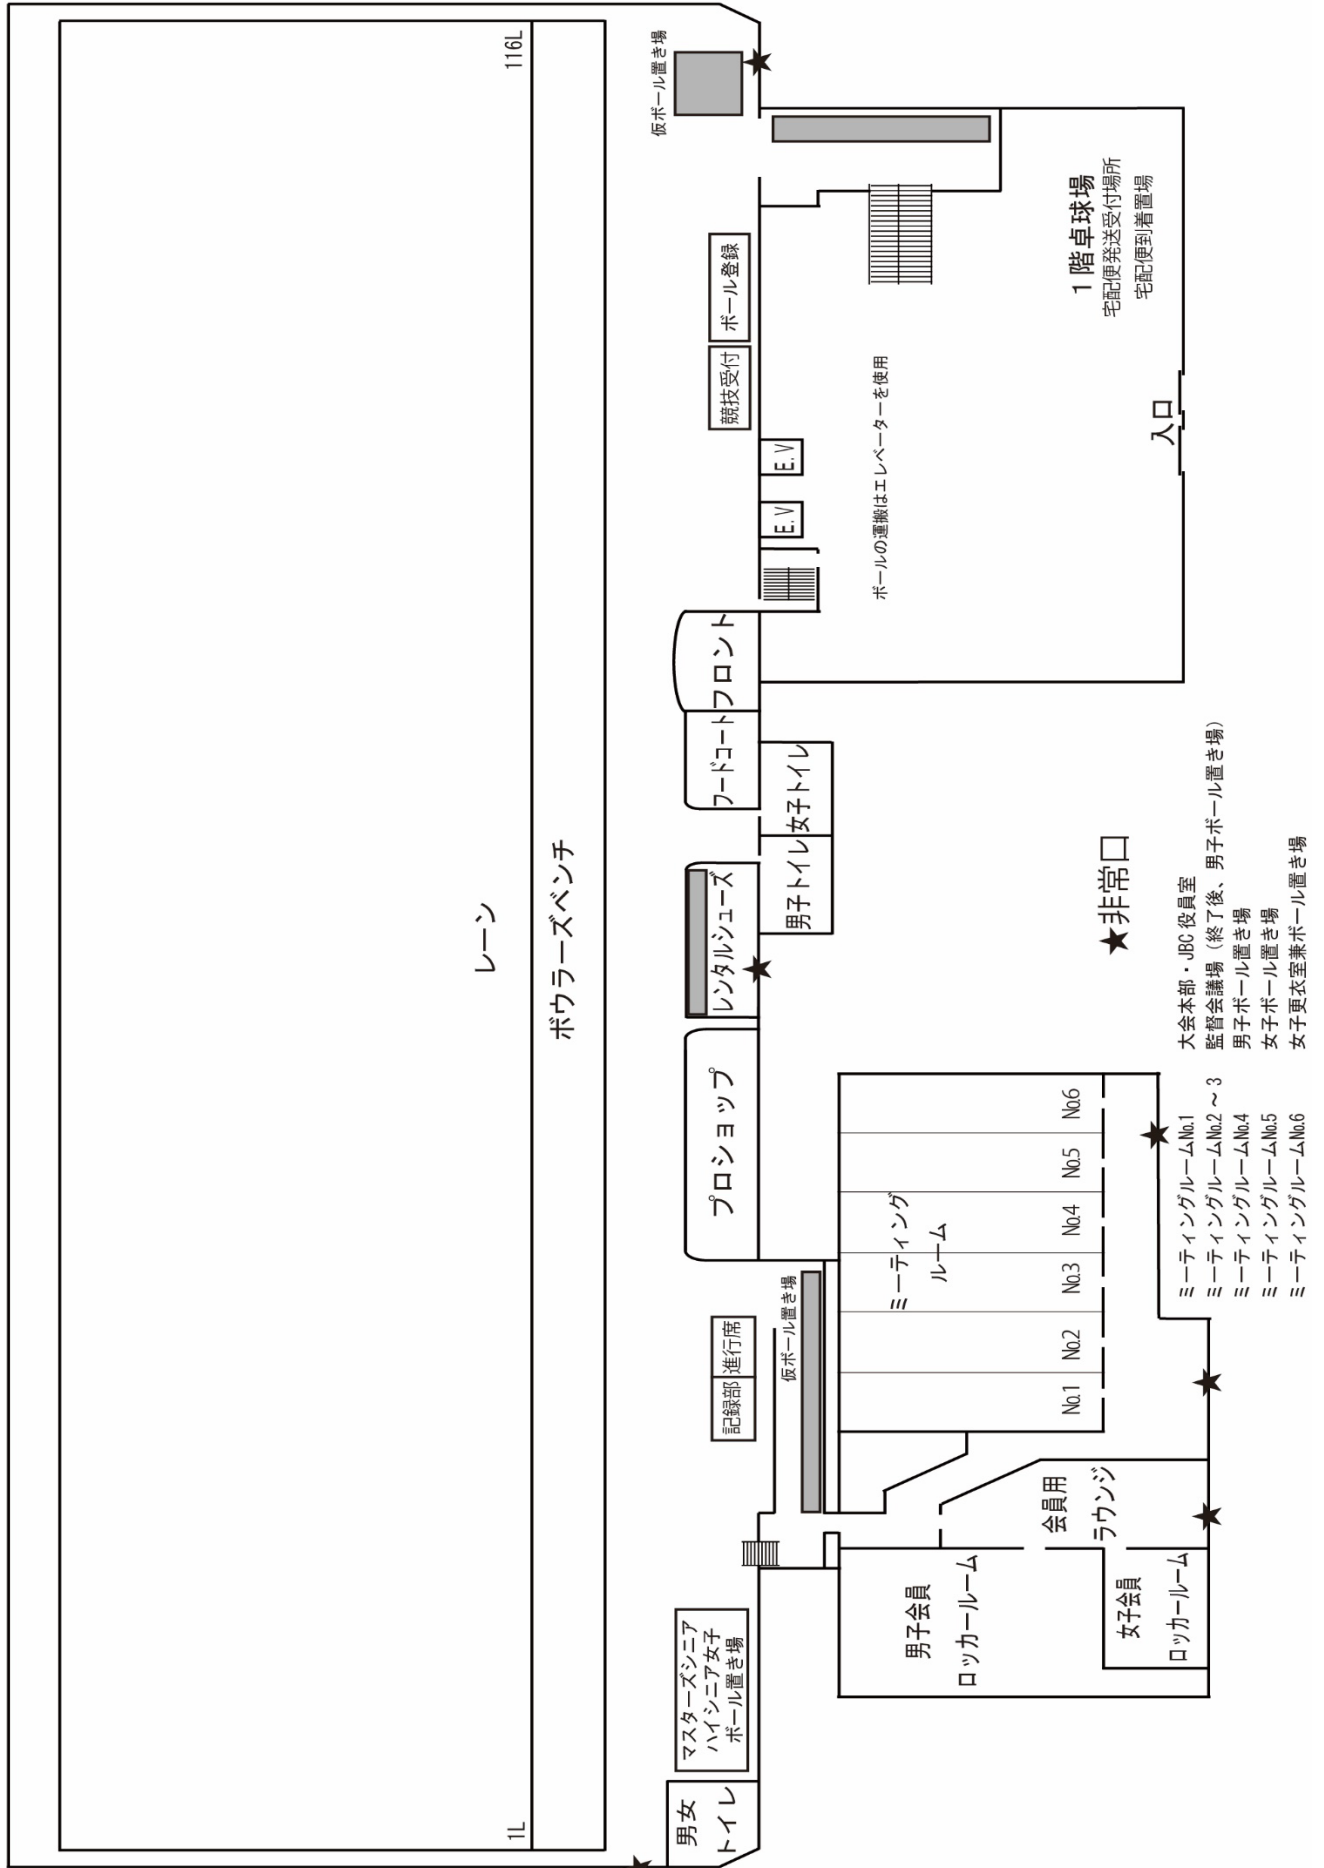 レーン
1L
116L
ボウラーズベンチ
男女
トイレ
マスターズシニア
ハイシニア女子
ボール置き場
記録部
進行席
仮ボール置き場
プロショップ
レンタルシューズ
フードコート
フロント
競技受付
ボール登録
仮ボール置き場
男子トイレ
女子トイレ
E.V
E.V
ボールの運搬はエレベーターを使用
1階卓球場
宅配便発送受付場所
宅配便到着置場
入口
男子会員
ロッカールーム
女子会員
ロッカールーム
会員用
ラウンジ
ミーティング
ルーム
No.1
No.2
No.3
No.4
No.5
No.6
★非常口
ミーティングルームNo.1 大会本部・JBC役員室
ミーティングルームNo.2～3 監督会議場（終了後、男子ボール置き場）
ミーティングルームNo.4 男子ボール置き場
ミーティングルームNo.5 女子ボール置き場
ミーティングルームNo.6 女子更衣室兼ボール置き場